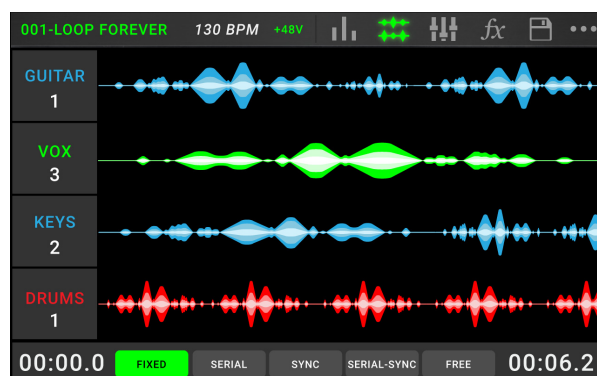 001-LOOP FOREVER 130 BPM +48V fx
GUITAR
1
VOX
3
KEYS
2
DRUMS
1
00:00.0 FIXED SERIAL SYNC SERIAL-SYNC FREE 00:06.2